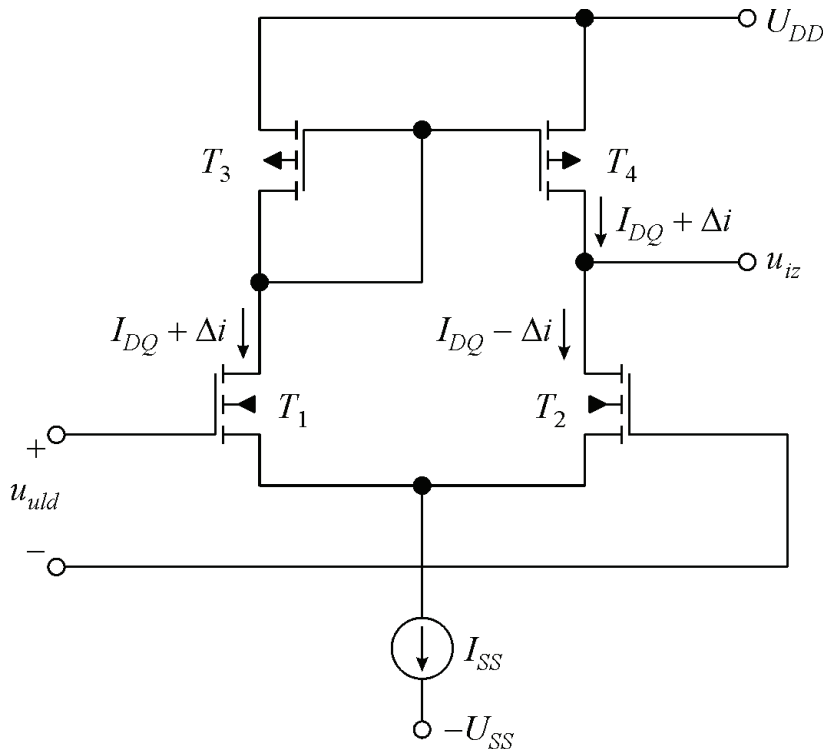 U_DD
T_3
T_4
I_DQ + Δi
u_iz
I_DQ + Δi
I_DQ − Δi
T_1
T_2
+
u_uld
−
I_SS
−U_SS